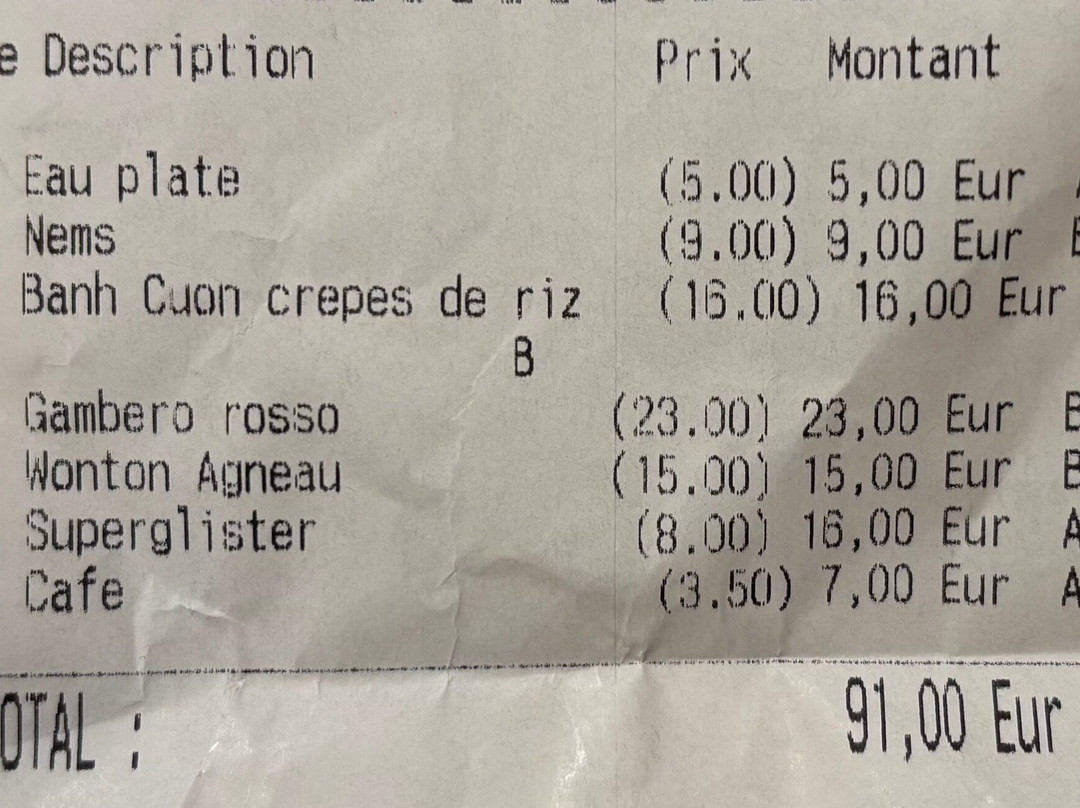 e Description Prix Montant
Eau plate (5.00) 5,00 Eur
Nems (9.00) 9,00 Eur
Banh Cuon crepes de riz (16.00) 16,00 Eur
B
Gambero rosso (23.00) 23,00 Eur B
Wonton Agneau (15.00) 15,00 Eur B
Superglister (8.00) 16,00 Eur A
Cafe (3.50) 7,00 Eur A
OTAL : 91,00 Eur